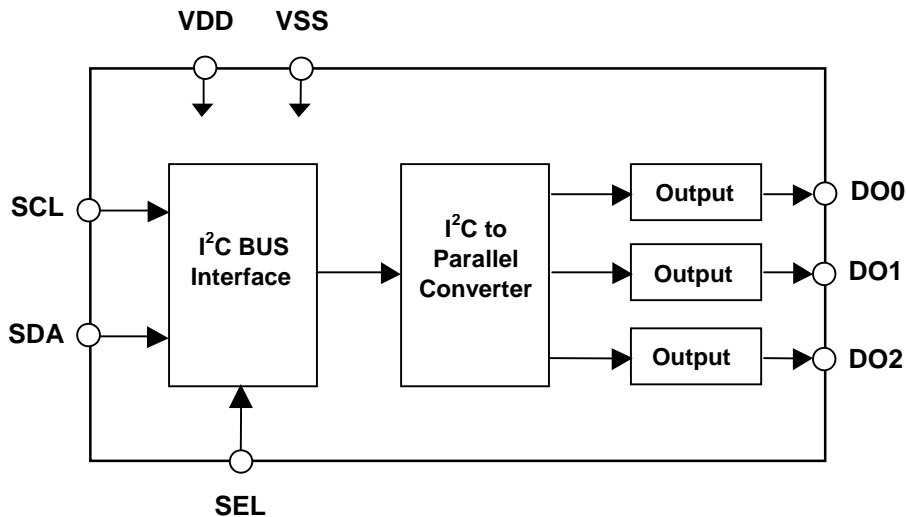 VDD
VSS
SCL
I²C BUS
Interface
I²C to
Parallel
Converter
Output
DO0
Output
DO1
SDA
Output
DO2
SEL